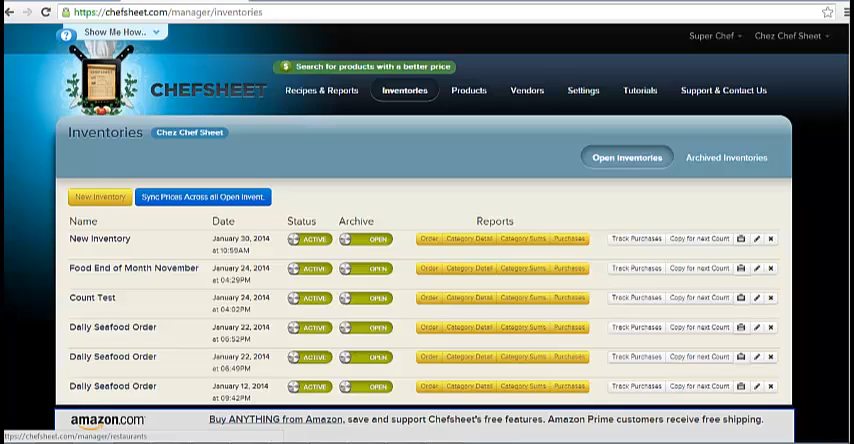 https://chefsheet.com/manager/inventories
? Show Me How..
Super Chef Chez Chef Sheet
$ Search for products with a better price
CHEFSHEET
Recipes & Reports Inventories Products Vendors Settings Tutorials Support & Contact Us
Inventories Chez Chef Sheet
Open Inventories Archived Inventories
New Inventory Sync Prices Across all Open Invent.
Name Date Status Archive Reports
New Inventory January 30, 2014 at 10:59AM ACTIVE OPEN Order Category Detail Category Sums Purchases Track Purchases Copy for next Count
Food End of Month November January 24, 2014 at 04:29PM ACTIVE OPEN Order Category Detail Category Sums Purchases Track Purchases Copy for next Count
Count Test January 24, 2014 at 04:02PM ACTIVE OPEN Order Category Detail Category Sums Purchases Track Purchases Copy for next Count
Daily Seafood Order January 22, 2014 at 06:52PM ACTIVE OPEN Order Category Detail Category Sums Purchases Track Purchases Copy for next Count
Daily Seafood Order January 22, 2014 at 06:49PM ACTIVE OPEN Order Category Detail Category Sums Purchases Track Purchases Copy for next Count
Daily Seafood Order January 12, 2014 at 09:42PM ACTIVE OPEN Order Category Detail Category Sums Purchases Track Purchases Copy for next Count
amazon.com Buy ANYTHING from Amazon, save and support Chefsheet's free features. Amazon Prime customers receive free shipping.
ttps://chefsheet.com/manager/restaurants